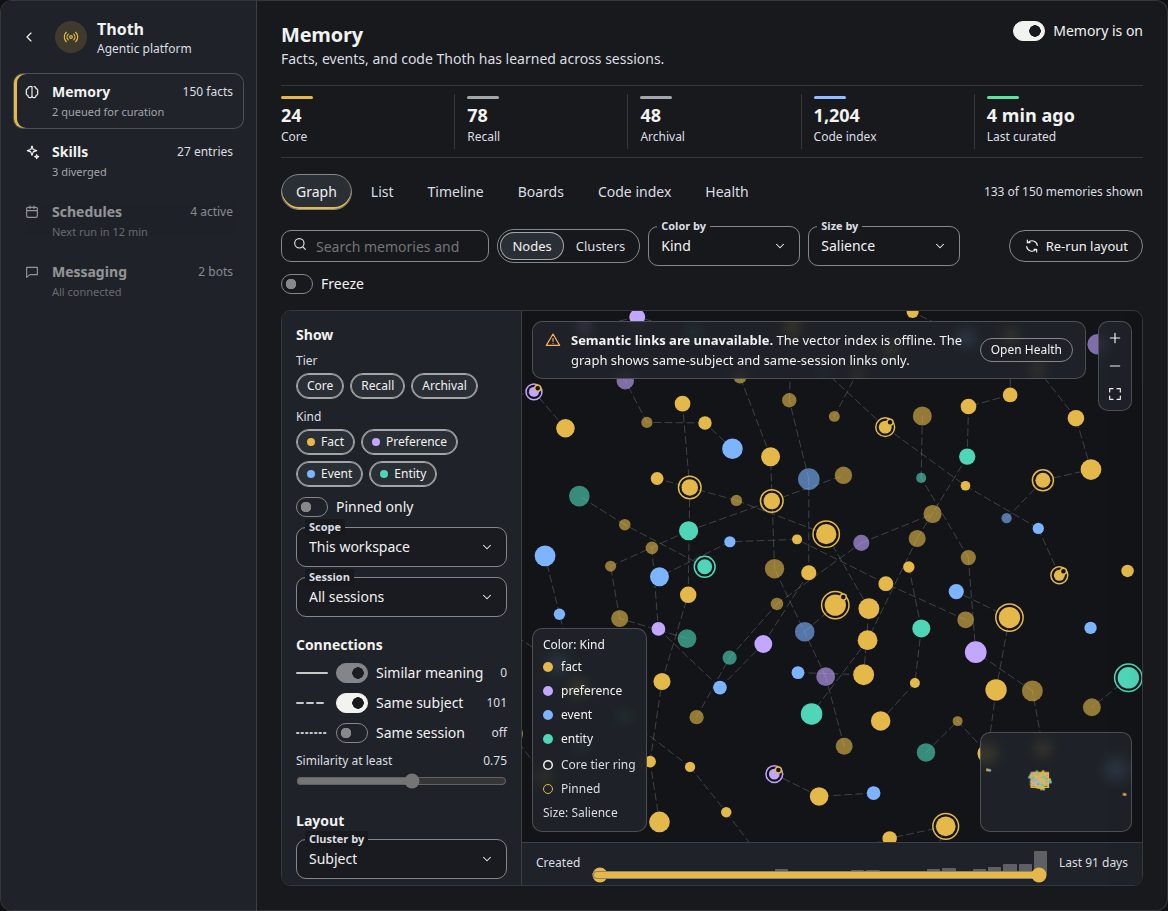 Thoth
Agentic platform
Memory 150 facts
2 queued for curation
Skills 27 entries
3 diverged
Schedules 4 active
Next run in 12 min
Messaging 2 bots
All connected
Memory
Memory is on
Facts, events, and code Thoth has learned across sessions.
24
Core
78
Recall
48
Archival
1,204
Code index
4 min ago
Last curated
Graph List Timeline Boards Code index Health 133 of 150 memories shown
Search memories and
Nodes Clusters
Color by
Kind
Size by
Salience
Re-run layout
Freeze
Show
Tier
Core Recall Archival
Kind
Fact Preference
Event Entity
Pinned only
Scope
This workspace
Session
All sessions
Connections
Similar meaning 0
Same subject 101
Same session off
Similarity at least 0.75
Layout
Cluster by
Subject
Semantic links are unavailable. The vector index is offline. The
graph shows same-subject and same-session links only.
Open Health
Color: Kind
fact
preference
event
entity
Core tier ring
Pinned
Size: Salience
Created Last 91 days